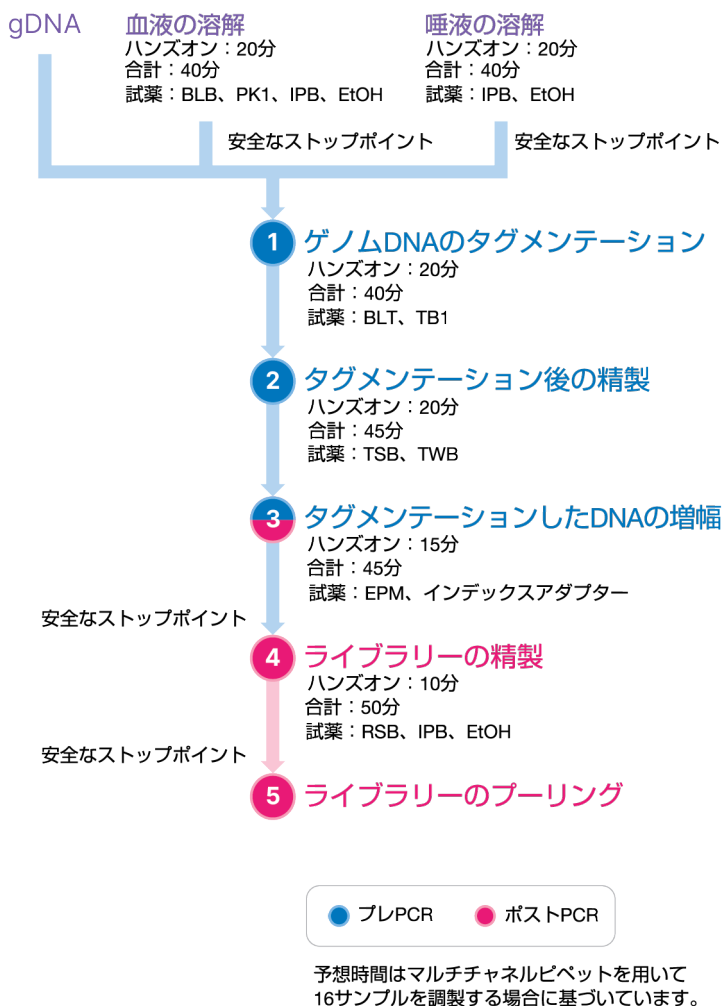 gDNA
血液の溶解
ハンズオン：20分
合計：40分
試薬：BLB、PK1、IPB、EtOH
唾液の溶解
ハンズオン：20分
合計：40分
試薬：IPB、EtOH
安全なストップポイント
安全なストップポイント
1 ゲノムDNAのタグメンテーション
ハンズオン：20分
合計：40分
試薬：BLT、TB1
2 タグメンテーション後の精製
ハンズオン：20分
合計：45分
試薬：TSB、TWB
3 タグメンテーションしたDNAの増幅
ハンズオン：15分
合計：45分
試薬：EPM、インデックスアダプター
安全なストップポイント
4 ライブラリーの精製
ハンズオン：10分
合計：50分
試薬：RSB、IPB、EtOH
安全なストップポイント
5 ライブラリーのプーリング
プレPCR
ポストPCR
予想時間はマルチチャネルピペットを用いて
16サンプルを調製する場合に基づいています。